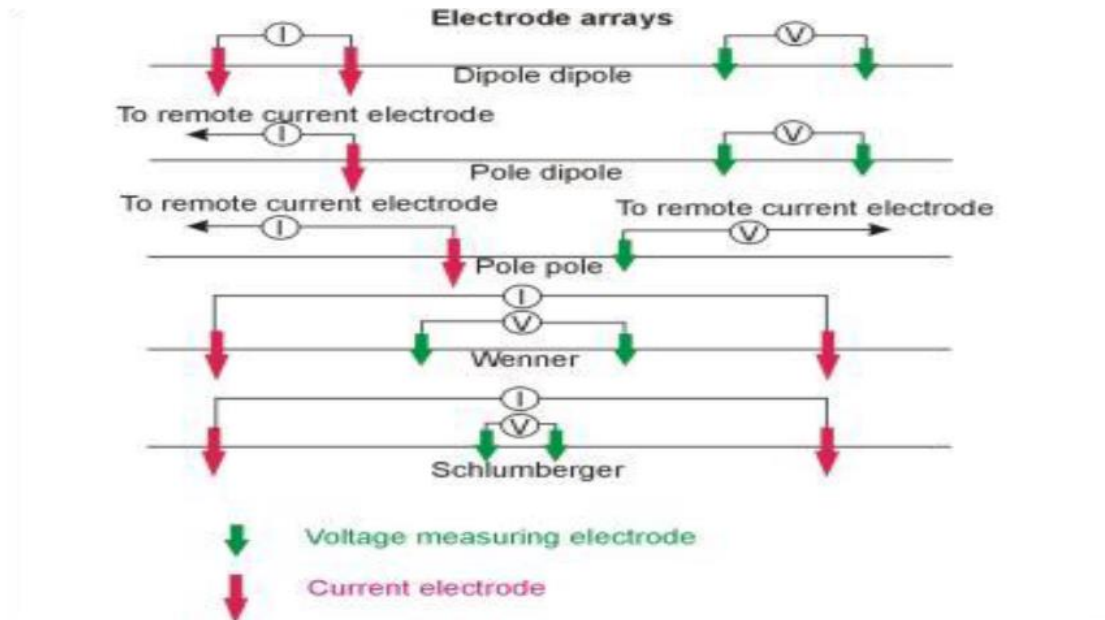 Electrode arrays
I
V
Dipole dipole
To remote current electrode
I
V
Pole dipole
To remote current electrode
To remote current electrode
I
V
Pole pole
I
V
Wenner
I
V
Schlumberger
Voltage measuring electrode
Current electrode